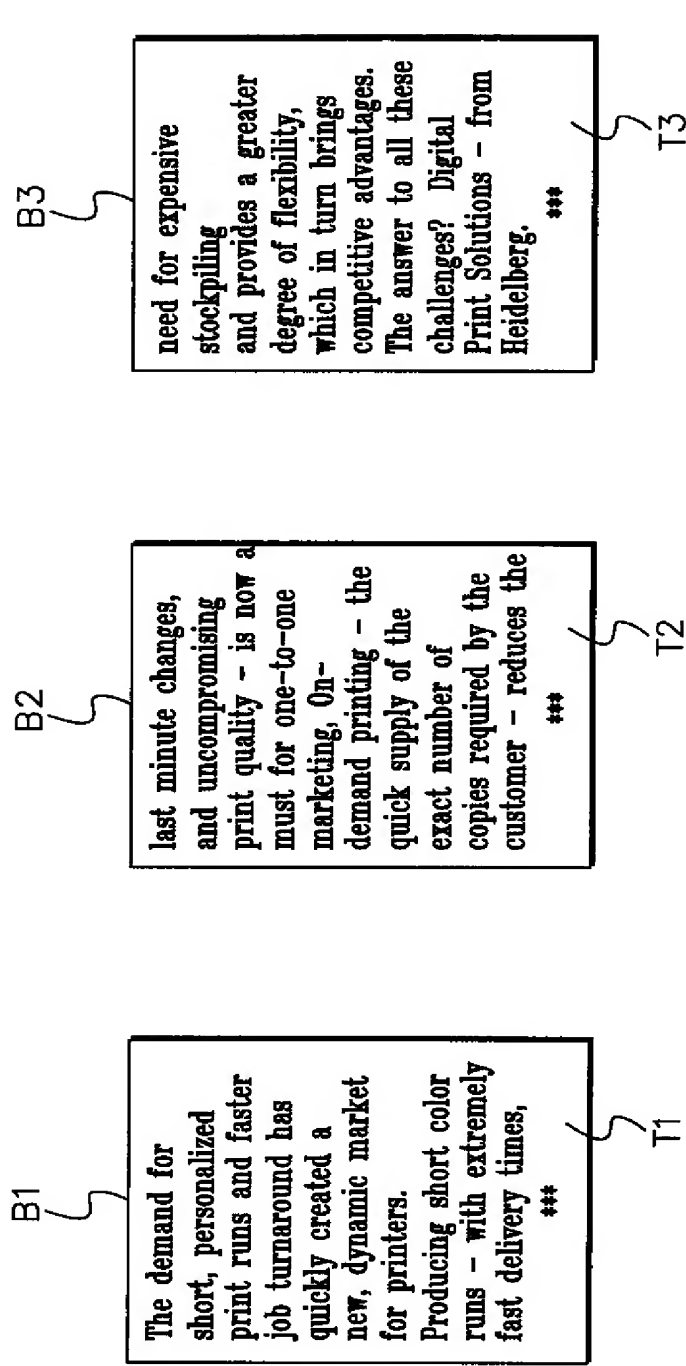 B1
The demand for
short, personalized
print runs and faster
job turnaround has
quickly created a
new, dynamic market
for printers.
Producing short color
runs – with extremely
fast delivery times,
***
T1
B2
last minute changes,
and uncompromising
print quality – is now a
must for one-to-one
marketing, On-
demand printing – the
quick supply of the
exact number of
copies required by the
customer – reduces the
***
T2
B3
need for expensive
stockpiling
and provides a greater
degree of flexibility,
which in turn brings
competitive advantages.
The answer to all these
challenges? Digital
Print Solutions – from
Heidelberg.
***
T3